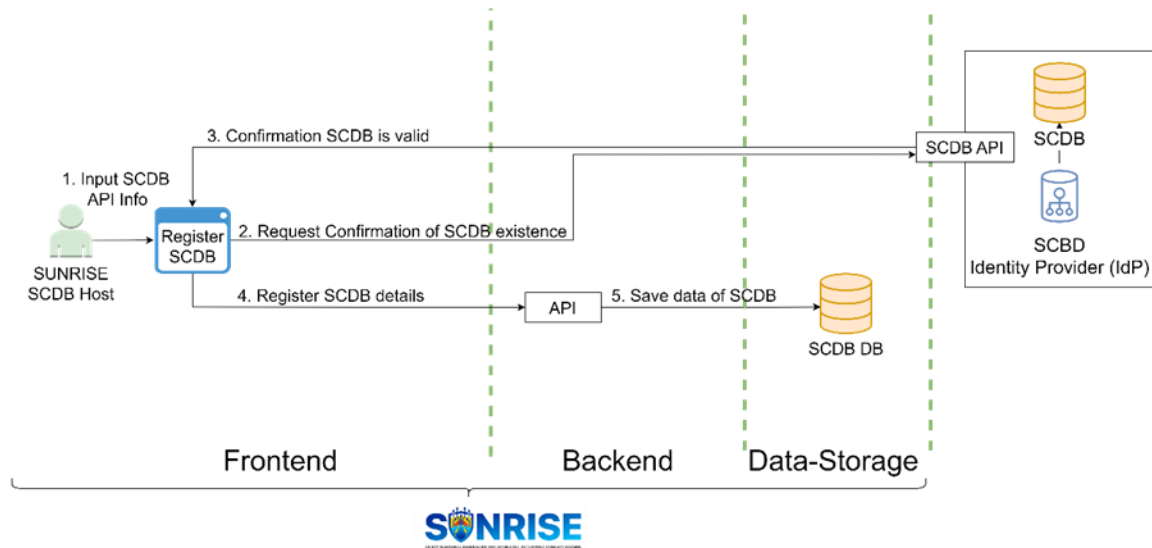 3. Confirmation SCDB is valid
SCDB API
SCDB
1. Input SCDB
API Info
Register
SCDB
2. Request Confirmation of SCDB existence
SCBD
Identity Provider (IdP)
SUNRISE
SCDB Host
4. Register SCDB details
API
5. Save data of SCDB
SCDB DB
Frontend
Backend
Data-Storage
SUNRISE